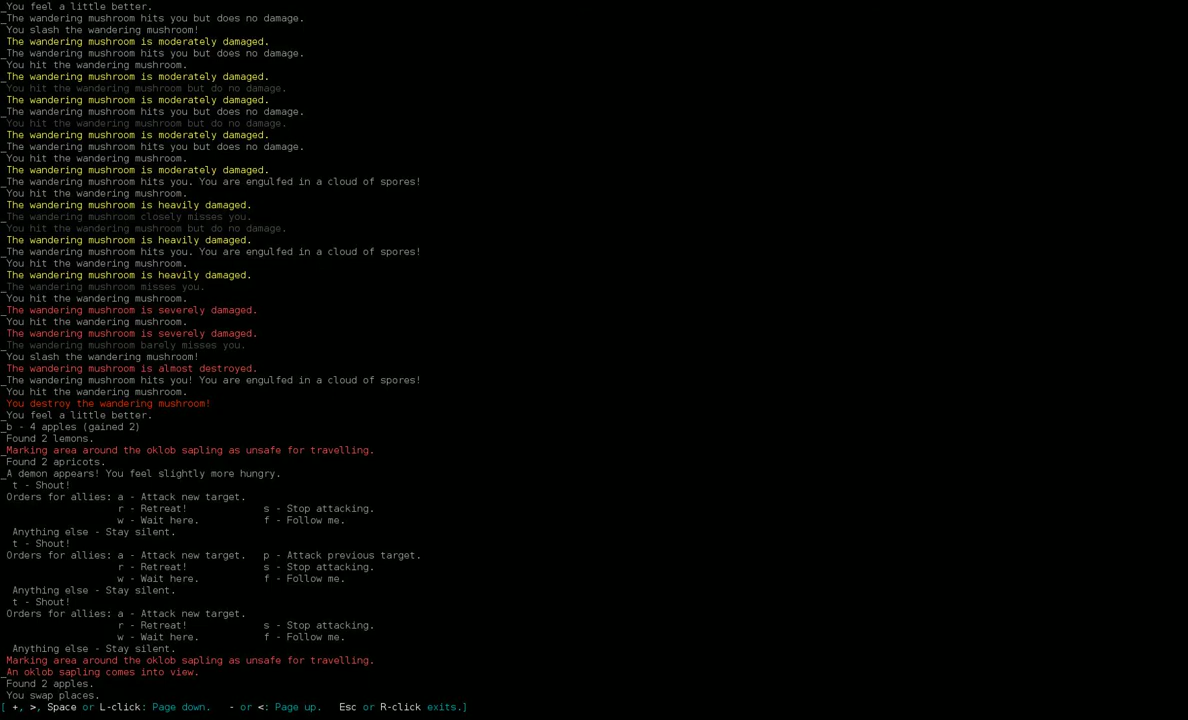 _You feel a little better.
_The wandering mushroom hits you but does no damage.
 You slash the wandering mushroom!
 The wandering mushroom is moderately damaged.
_The wandering mushroom hits you but does no damage.
 You hit the wandering mushroom.
 The wandering mushroom is moderately damaged.
_You hit the wandering mushroom but do no damage.
 The wandering mushroom is moderately damaged.
_The wandering mushroom hits you but does no damage.
 You hit the wandering mushroom but do no damage.
 The wandering mushroom is moderately damaged.
_The wandering mushroom hits you but does no damage.
 You hit the wandering mushroom.
 The wandering mushroom is moderately damaged.
_The wandering mushroom hits you. You are engulfed in a cloud of spores!
 You hit the wandering mushroom.
 The wandering mushroom is heavily damaged.
_The wandering mushroom closely misses you.
 You hit the wandering mushroom but do no damage.
 The wandering mushroom is heavily damaged.
_The wandering mushroom hits you. You are engulfed in a cloud of spores!
 You hit the wandering mushroom.
 The wandering mushroom is heavily damaged.
_The wandering mushroom misses you.
 You hit the wandering mushroom.
 The wandering mushroom is severely damaged.
_You hit the wandering mushroom.
 The wandering mushroom is severely damaged.
_The wandering mushroom barely misses you.
 You slash the wandering mushroom!
 The wandering mushroom is almost destroyed.
_The wandering mushroom hits you! You are engulfed in a cloud of spores!
 You hit the wandering mushroom.
 You destroy the wandering mushroom!
_You feel a little better.
_b - 4 apples (gained 2)
 Found 2 lemons.
_Marking area around the oklob sapling as unsafe for travelling.
 Found 2 apricots.
_A demon appears! You feel slightly more hungry.
  t - Shout!
 Orders for allies: a - Attack new target.
                    r - Retreat!             s - Stop attacking.
                    w - Wait here.           f - Follow me.
  Anything else - Stay silent.
  t - Shout!
 Orders for allies: a - Attack new target.   p - Attack previous target.
                    r - Retreat!             s - Stop attacking.
                    w - Wait here.           f - Follow me.
  Anything else - Stay silent.
  t - Shout!
 Orders for allies: a - Attack new target.
                    r - Retreat!             s - Stop attacking.
                    w - Wait here.           f - Follow me.
  Anything else - Stay silent.
 Marking area around the oklob sapling as unsafe for travelling.
_An oklob sapling comes into view.
 Found 2 apples.
 You swap places.
[ +, >, Space or L-click: Page down.   - or <: Page up.   Esc or R-click exits.]